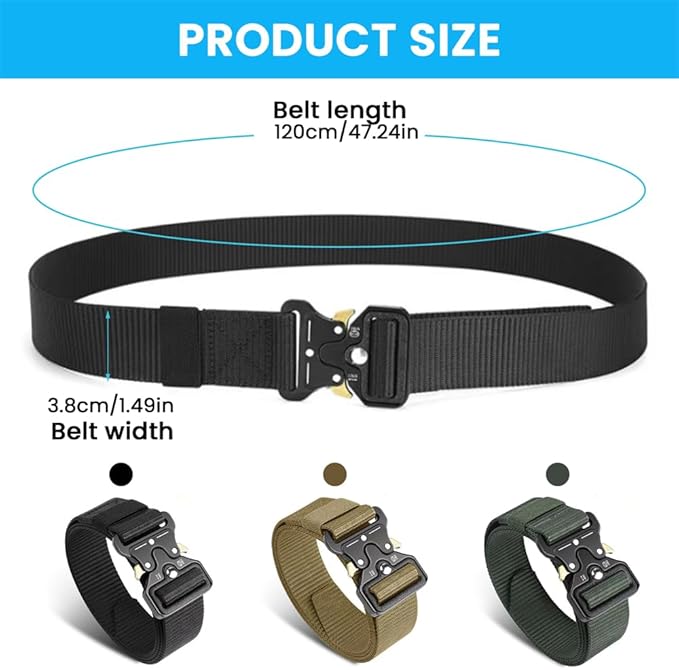 PRODUCT SIZE
Belt length
120cm/47.24in
3.8cm/1.49in
Belt width